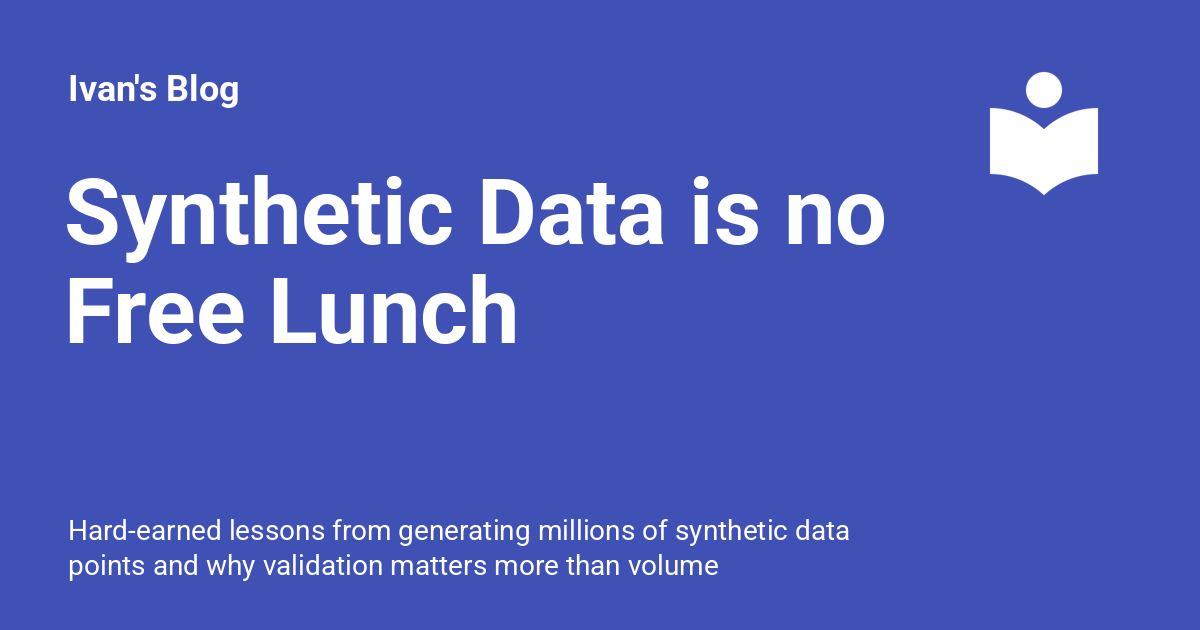 Ivan's Blog
Synthetic Data is no
Free Lunch
Hard-earned lessons from generating millions of synthetic data
points and why validation matters more than volume